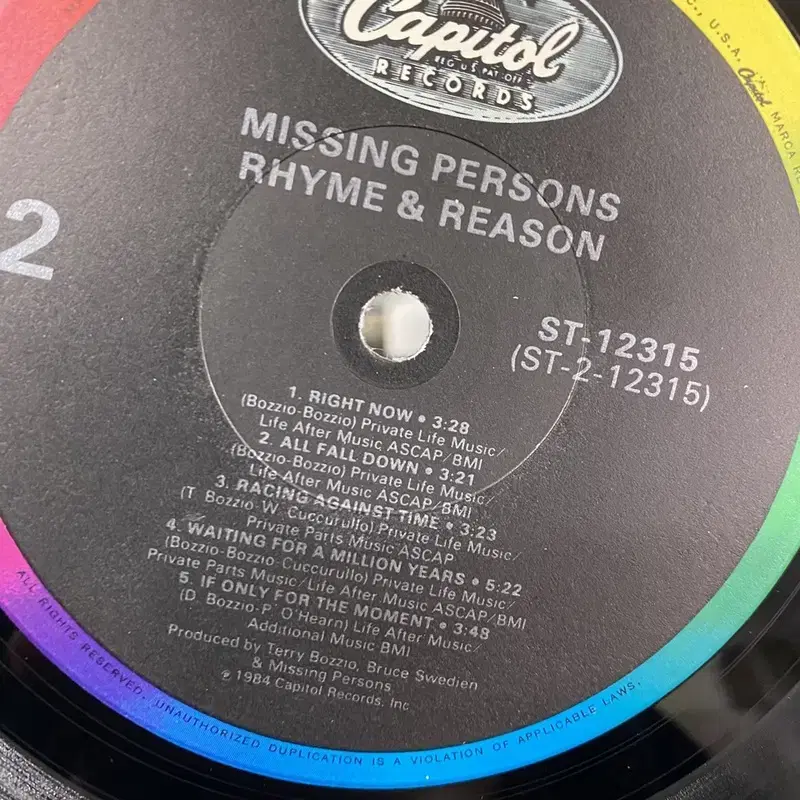 Capitol
REG. U.S. PAT. OFF.
RECORDS
C., U.S.A. Capitol MARCA
MISSING PERSONS
RHYME & REASON
2
ST-12315
(ST-2-12315)
1. RIGHT NOW • 3:28
(Bozzio-Bozzio) Private Life Music/
Life After Music ASCAP/BMI
2. ALL FALL DOWN • 3:21
(Bozzio-Bozzio) Private Life Music/
Life After Music ASCAP/BMI
3. RACING AGAINST TIME • 3:23
(T. Bozzio-W. Cuccurullo) Private Life Music/
Private Parts Music ASCAP
4. WAITING FOR A MILLION YEARS • 5:22
(Bozzio-Bozzio-Cuccurullo) Private Life Music/
Private Parts Music/Life After Music ASCAP/BMI
5. IF ONLY FOR THE MOMENT • 3:48
(D. Bozzio-P. O'Hearn) Life After Music/
Additional Music BMI
Produced by Terry Bozzio, Bruce Swedien
& Missing Persons
℗ 1984 Capitol Records, Inc.
ALL RIGHTS RESERVED. UNAUTHORIZED DUPLICATION IS A VIOLATION OF APPLICABLE LAWS.